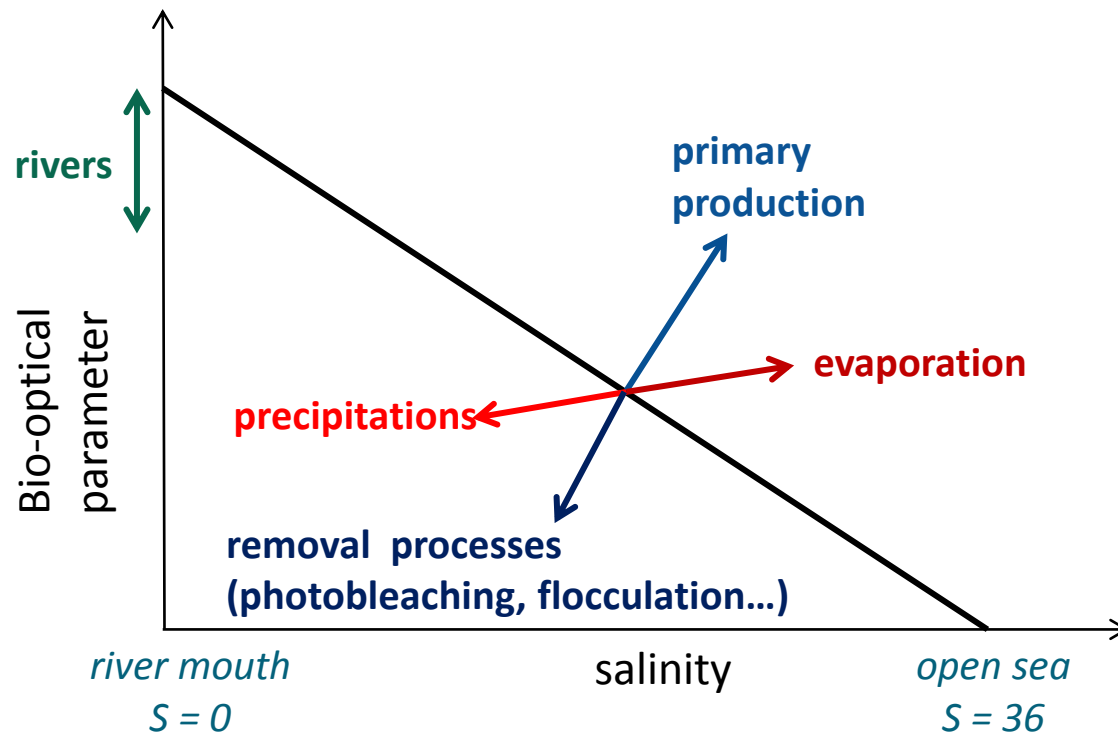 rivers
primary
production
Bio-optical
parameter
evaporation
precipitations
removal processes
(photobleaching, flocculation…)
river mouth
S = 0
salinity
open sea
S = 36